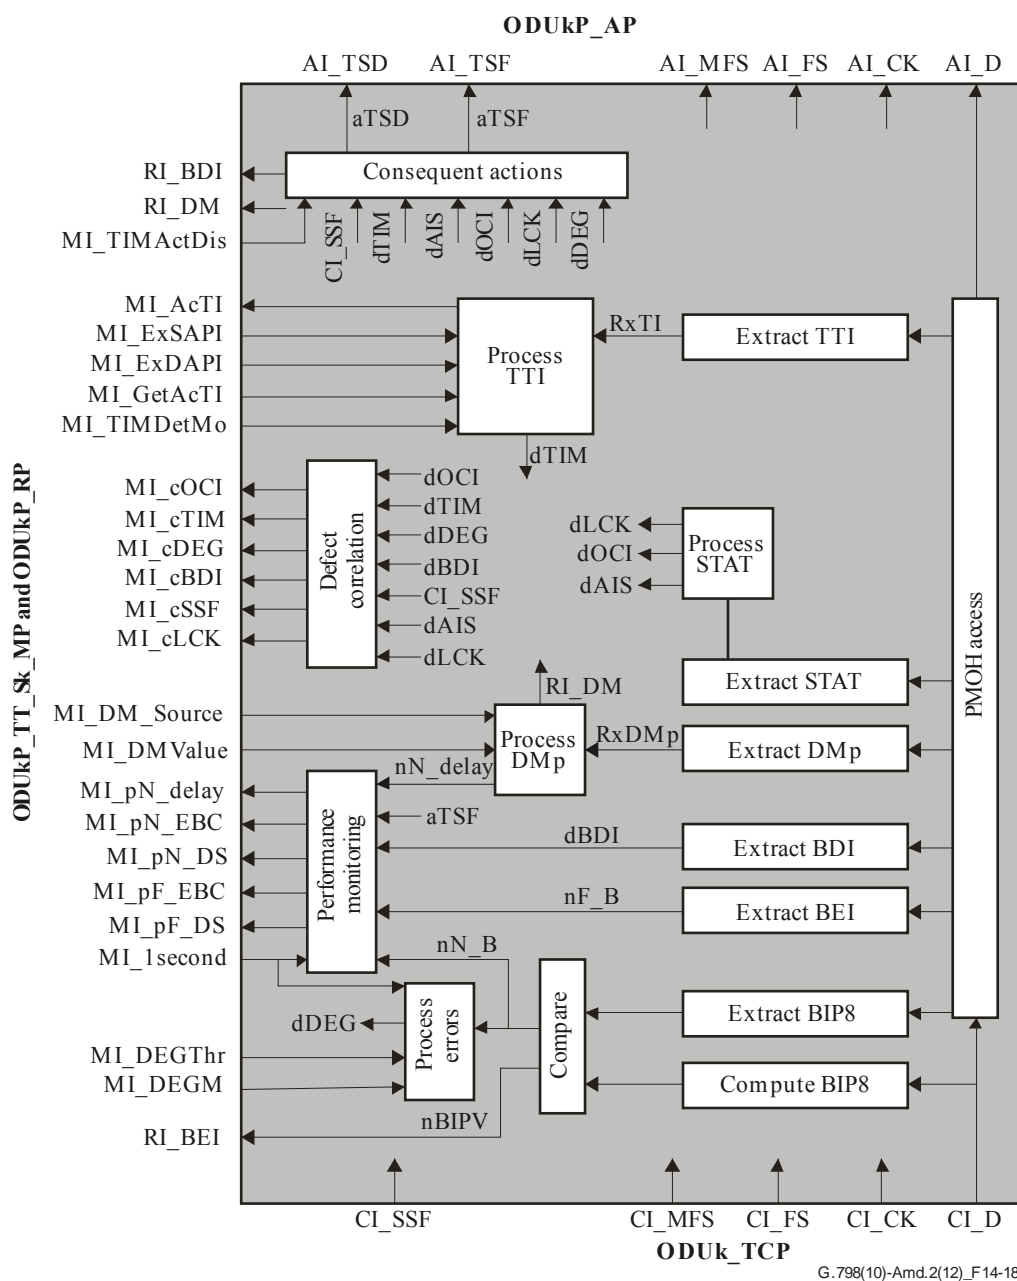 ODUkP_AP
AI_TSD
AI_TSF
AI_MFS
AI_FS
AI_CK
AI_D
aTSD
aTSF
RI_BDI
Consequent actions
RI_DM
MI_TIMActDis
CI_SSF
dTIM
dAIS
dOCI
dLCK
dDEG
MI_AcTI
MI_ExSAPI
MI_ExDAPI
MI_GetAcTI
MI_TIMDetMo
Process
TTI
RxTI
Extract TTI
dTIM
ODUkP_TT_Sk_MP and ODUkP_RP
MI_cOCI
MI_cTIM
MI_cDEG
MI_cBDI
MI_cSSF
MI_cLCK
Defect
correlation
dOCI
dTIM
dDEG
dBDI
CI_SSF
dAIS
dLCK
dLCK
dOCI
dAIS
Process
STAT
PMOH access
Extract STAT
RI_DM
MI_DM_Source
MI_DMValue
Process
DMp
RxDMp
Extract DMp
nN_delay
MI_pN_delay
MI_pN_EBC
MI_pN_DS
MI_pF_EBC
MI_pF_DS
MI_1second
Performance
monitoring
aTSF
dBDI
Extract BDI
nF_B
Extract BEI
nN_B
dDEG
Process
errors
Compare
Extract BIP8
MI_DEGThr
MI_DEGM
Compute BIP8
nBIPV
RI_BEI
CI_SSF
CI_MFS
CI_FS
CI_CK
CI_D
ODUk_TCP
G.798(10)-Amd.2(12)_F14-18